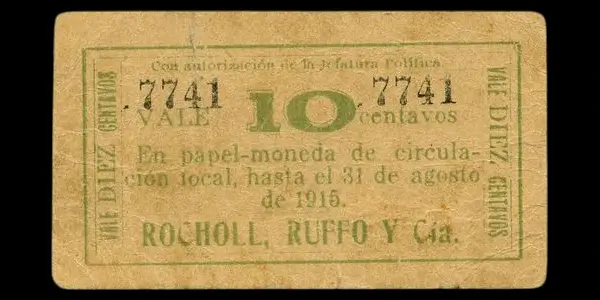 Con autorización de la Jefatura Política
.7741 .7741
VALE 10 centavos
En papel-moneda de circula-
ción local, hasta el 31 de agosto
de 1915.
ROCHOLL, RUFFO Y Cía.
VALE DIEZ CENTAVOS
VALE DIEZ CENTAVOS